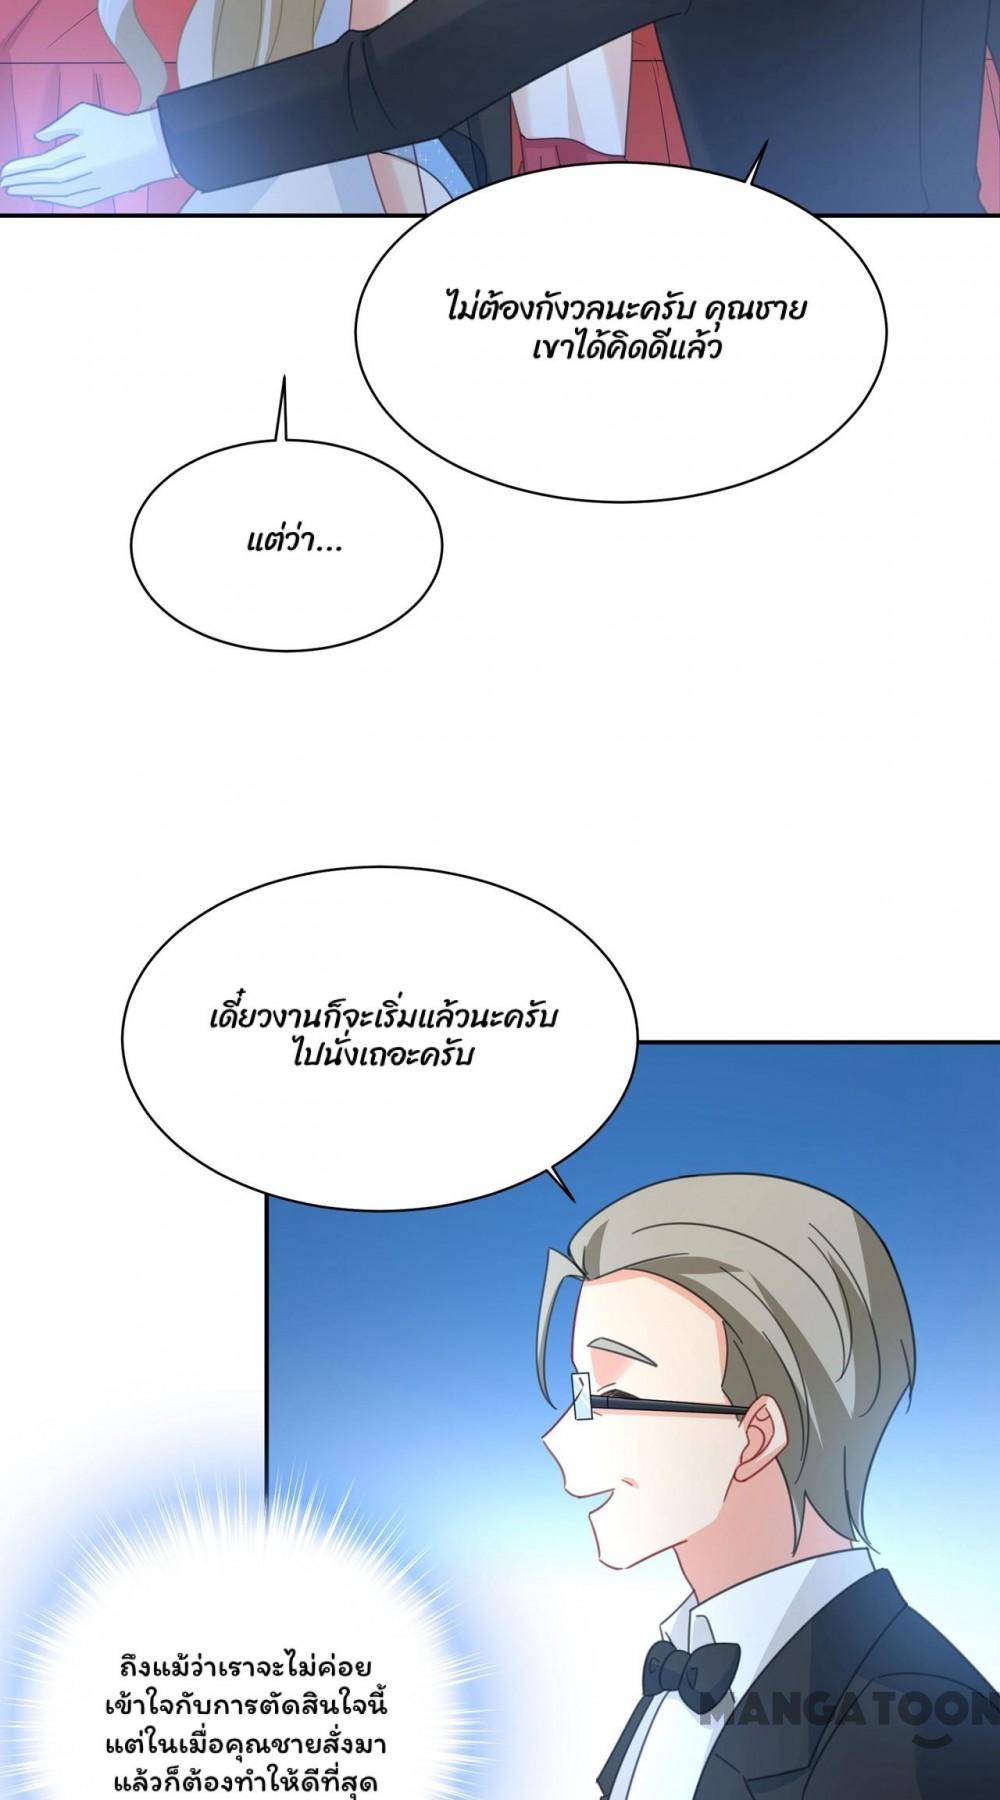 ไม่ต้องกังวลนะครับ คุณชาย
เขาได้คิดดีแล้ว
แต่ว่า...
เดี๋ยวงานก็จะเริ่มแล้วนะครับ
ไปนั่งเถอะครับ
ถึงแม้ว่าเราจะไม่ค่อย
เข้าใจกับการตัดสินใจนี้
แต่ในเมื่อคุณชายสั่งมา
แล้วก็ต้องทำให้ดีที่สุด
MANGATOON